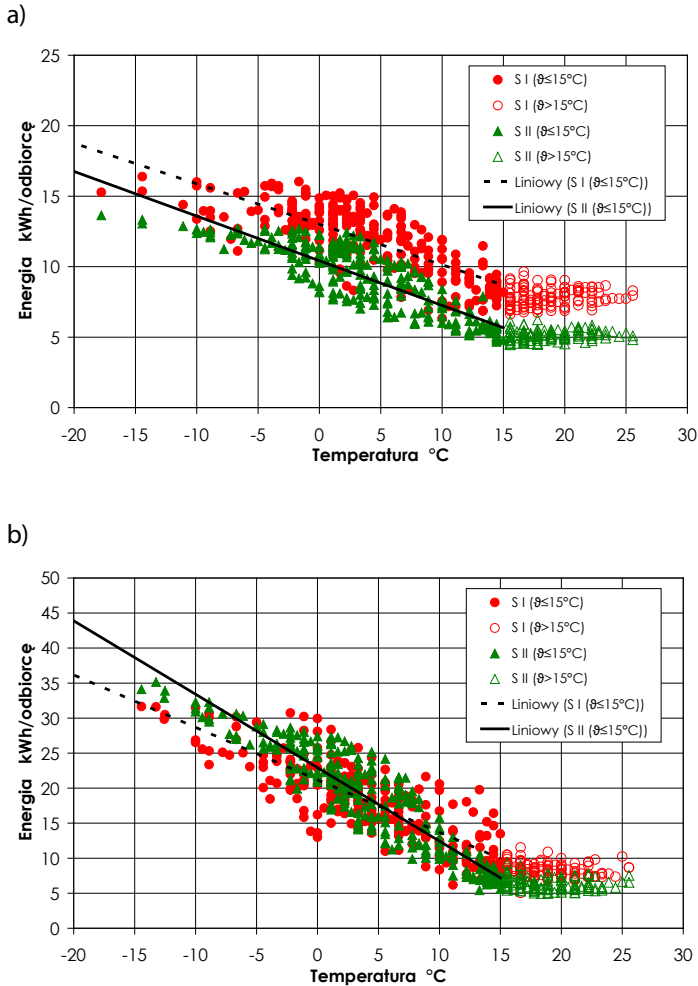 a)
25
20
15
10
5
0
Energia kWh/odbiorcę
-20 -15 -10 -5 0 5 10 15 20 25 30
Temperatura °C
S I (ϑ≤15°C)
S I (ϑ>15°C)
S II (ϑ≤15°C)
S II (ϑ>15°C)
Liniowy (S I (ϑ≤15°C))
Liniowy (S II (ϑ≤15°C))
b)
50
45
40
35
30
25
20
15
10
5
0
Energia kWh/odbiorcę
-20 -15 -10 -5 0 5 10 15 20 25 30
Temperatura °C
S I (ϑ≤15°C)
S I (ϑ>15°C)
S II (ϑ≤15°C)
S II (ϑ>15°C)
Liniowy (S I (ϑ≤15°C))
Liniowy (S II (ϑ≤15°C))